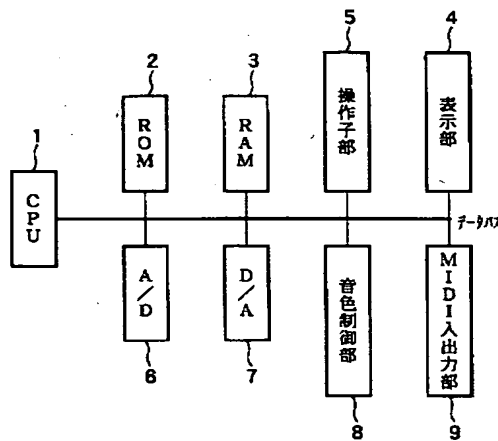 5
4
2
3
操作子部
表示部
1
ROM
RAM
CPU
データバス
A/D
D/A
音色制御部
MIDI入出力部
6
7
8
9